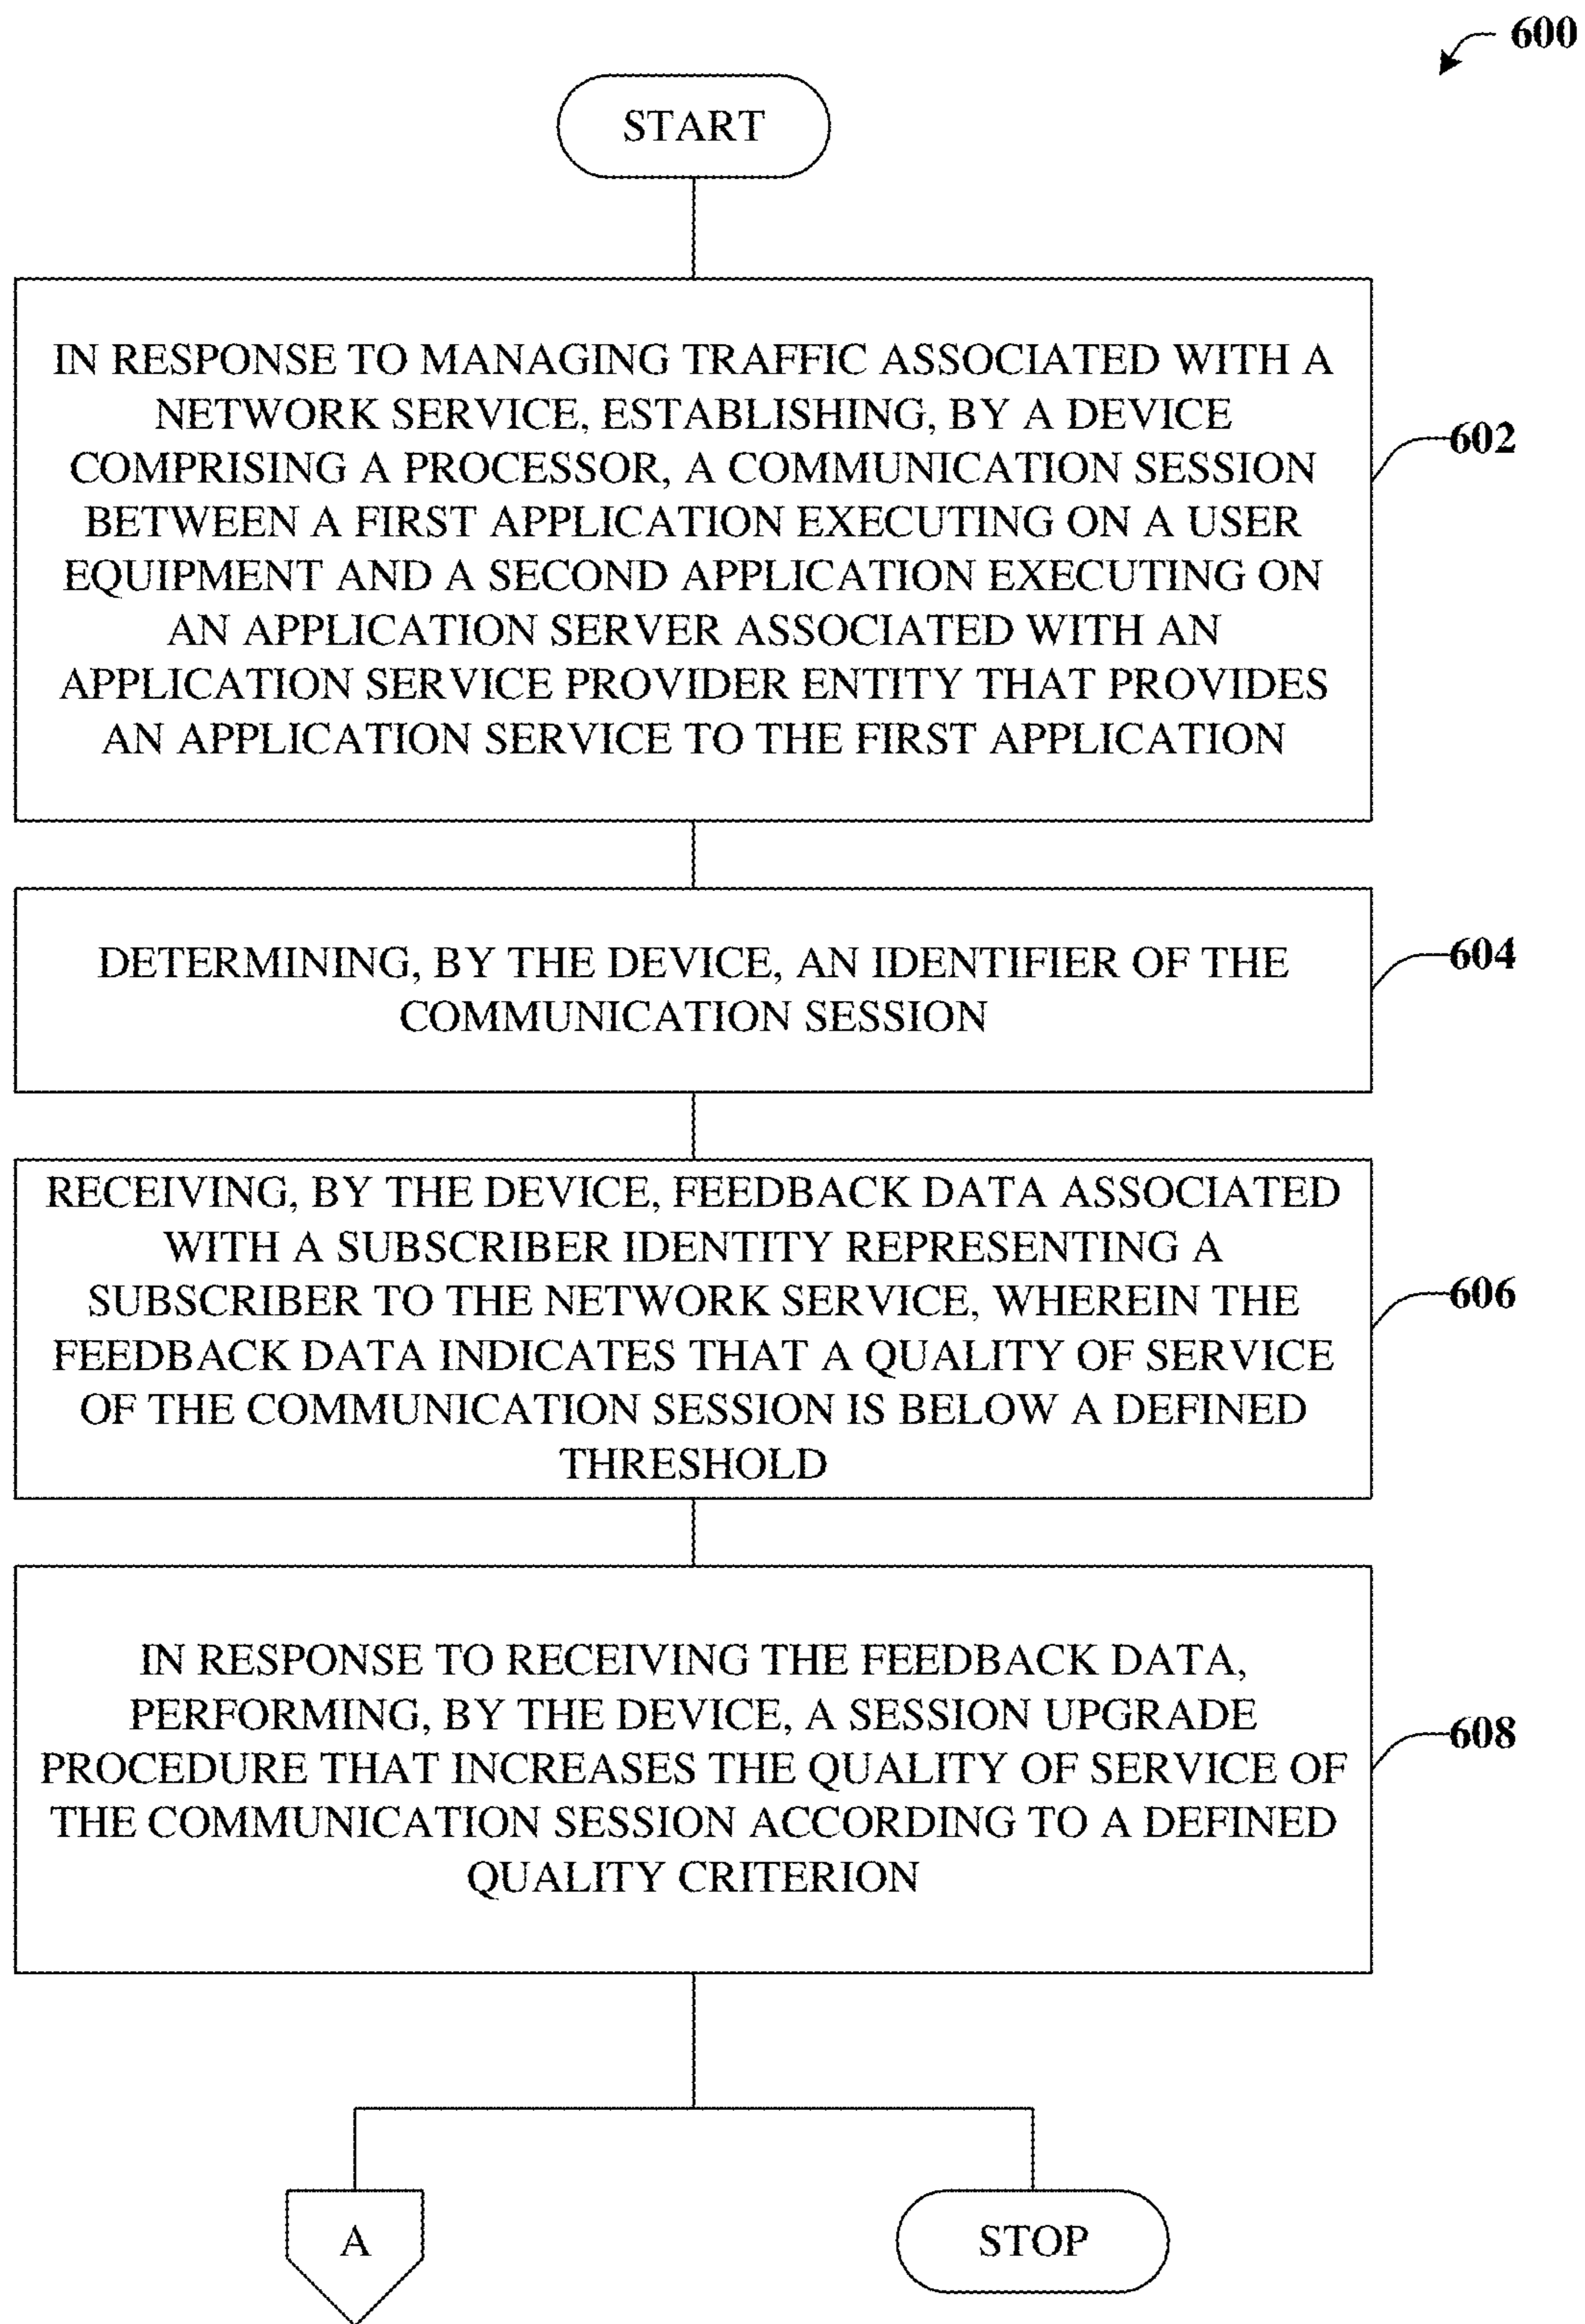 600
START
IN RESPONSE TO MANAGING TRAFFIC ASSOCIATED WITH A
NETWORK SERVICE, ESTABLISHING, BY A DEVICE
COMPRISING A PROCESSOR, A COMMUNICATION SESSION
BETWEEN A FIRST APPLICATION EXECUTING ON A USER
EQUIPMENT AND A SECOND APPLICATION EXECUTING ON
AN APPLICATION SERVER ASSOCIATED WITH AN
APPLICATION SERVICE PROVIDER ENTITY THAT PROVIDES
AN APPLICATION SERVICE TO THE FIRST APPLICATION
602
DETERMINING, BY THE DEVICE, AN IDENTIFIER OF THE
COMMUNICATION SESSION
604
RECEIVING, BY THE DEVICE, FEEDBACK DATA ASSOCIATED
WITH A SUBSCRIBER IDENTITY REPRESENTING A
SUBSCRIBER TO THE NETWORK SERVICE, WHEREIN THE
FEEDBACK DATA INDICATES THAT A QUALITY OF SERVICE
OF THE COMMUNICATION SESSION IS BELOW A DEFINED
THRESHOLD
606
IN RESPONSE TO RECEIVING THE FEEDBACK DATA,
PERFORMING, BY THE DEVICE, A SESSION UPGRADE
PROCEDURE THAT INCREASES THE QUALITY OF SERVICE OF
THE COMMUNICATION SESSION ACCORDING TO A DEFINED
QUALITY CRITERION
608
A
STOP